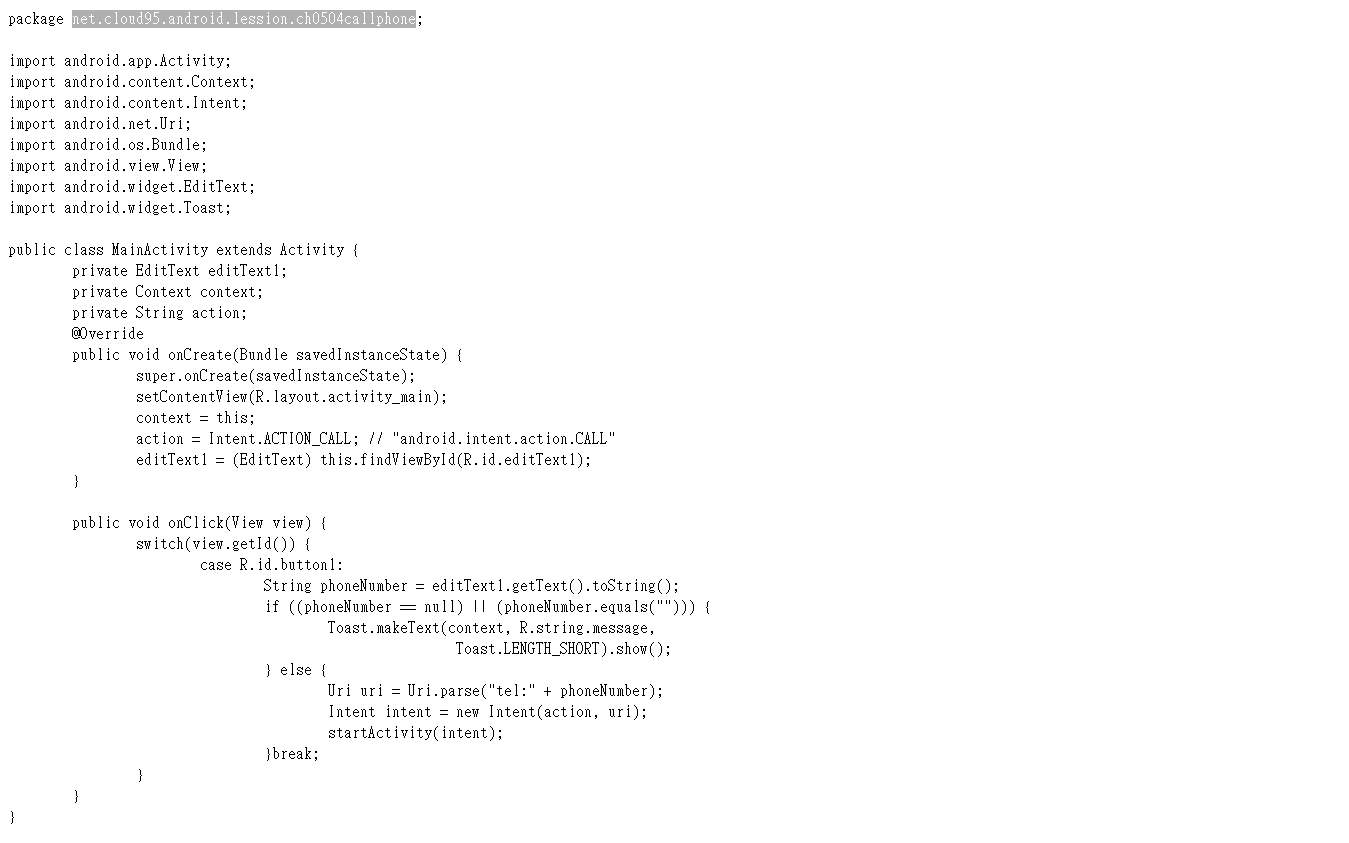 package net.cloud95.android.lession.ch0504callphone;

import android.app.Activity;
import android.content.Context;
import android.content.Intent;
import android.net.Uri;
import android.os.Bundle;
import android.view.View;
import android.widget.EditText;
import android.widget.Toast;

public class MainActivity extends Activity {
        private EditText editText1;
        private Context context;
        private String action;
        @Override
        public void onCreate(Bundle savedInstanceState) {
                super.onCreate(savedInstanceState);
                setContentView(R.layout.activity_main);
                context = this;
                action = Intent.ACTION_CALL; // "android.intent.action.CALL"
                editText1 = (EditText) this.findViewById(R.id.editText1);
        }

        public void onClick(View view) {
                switch(view.getId()) {
                        case R.id.button1:
                                String phoneNumber = editText1.getText().toString();
                                if ((phoneNumber == null) || (phoneNumber.equals(""))) {
                                        Toast.makeText(context, R.string.message,
                                                        Toast.LENGTH_SHORT).show();
                                } else {
                                        Uri uri = Uri.parse("tel:" + phoneNumber);
                                        Intent intent = new Intent(action, uri);
                                        startActivity(intent);
                                }break;
                }
        }
}